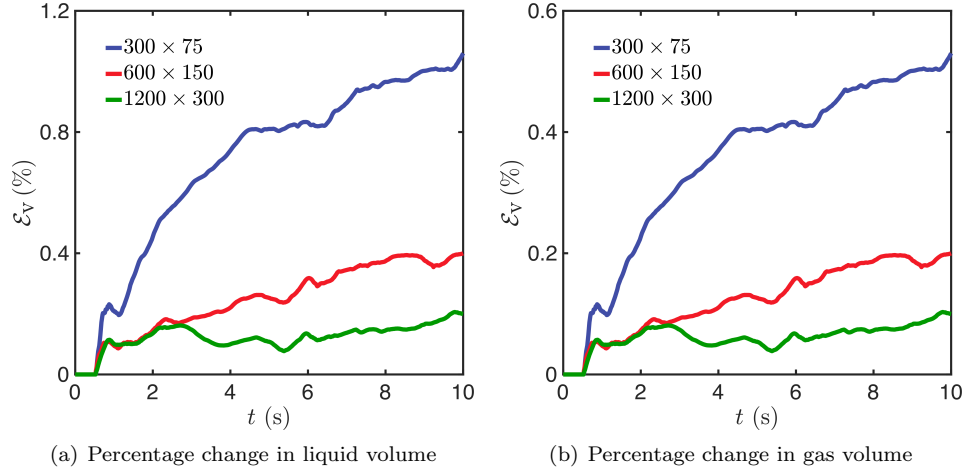 1.2
0.8
0.4
0
ℰ_V (%)
300 × 75
600 × 150
1200 × 300
0 2 4 6 8 10
t (s)
(a) Percentage change in liquid volume
0.6
0.4
0.2
0
ℰ_V (%)
300 × 75
600 × 150
1200 × 300
0 2 4 6 8 10
t (s)
(b) Percentage change in gas volume